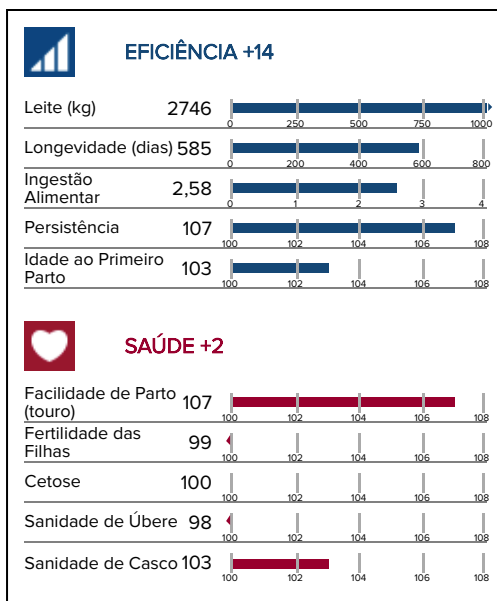 EFICIÊNCIA +14
Leite (kg) 2746
0 250 500 750 1000
Longevidade (dias) 585
0 200 400 600 800
Ingestão
Alimentar 2,58
0 1 2 3 4
Persistência 107
100 102 104 106 108
Idade ao Primeiro
Parto 103
100 102 104 106 108
SAÚDE +2
Facilidade de Parto
(touro) 107
100 102 104 106 108
Fertilidade das
Filhas 99
100 102 104 106 108
Cetose 100
100 102 104 106 108
Sanidade de Úbere 98
100 102 104 106 108
Sanidade de Casco 103
100 102 104 106 108